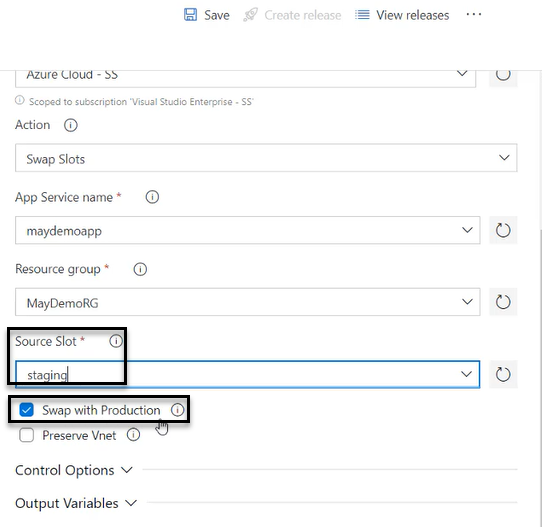 Save Create release View releases ...
Azure Cloud - SS
Scoped to subscription 'Visual Studio Enterprise - SS'
Action
Swap Slots
App Service name *
maydemoapp
Resource group *
MayDemoRG
Source Slot *
staging
Swap with Production
Preserve Vnet
Control Options
Output Variables